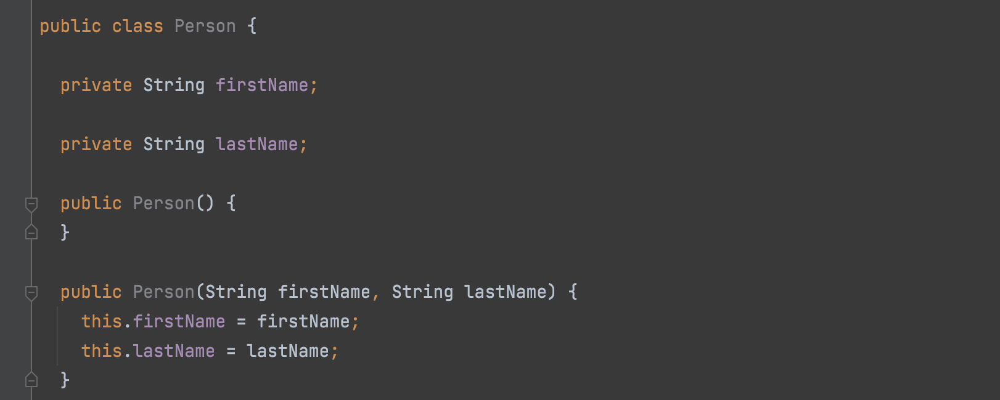 public class Person {
private String firstName;
private String lastName;
public Person() {
}
public Person(String firstName, String lastName) {
this.firstName = firstName;
this.lastName = lastName;
}